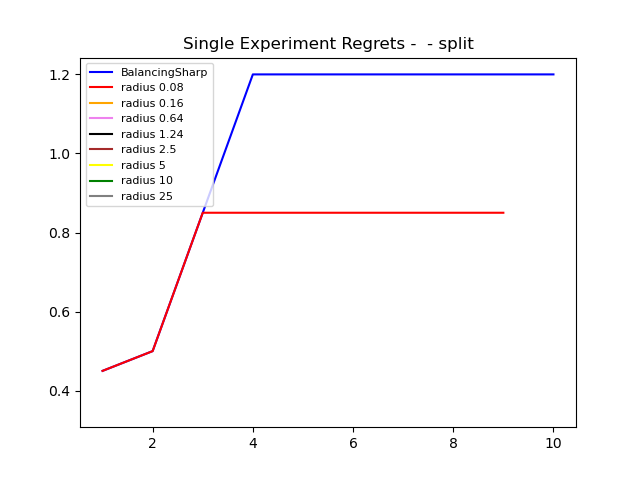 Single Experiment Regrets -  - split
BalancingSharp
radius 0.08
radius 0.16
radius 0.64
radius 1.24
radius 2.5
radius 5
radius 10
radius 25
1.2
1.0
0.8
0.6
0.4
2 4 6 8 10